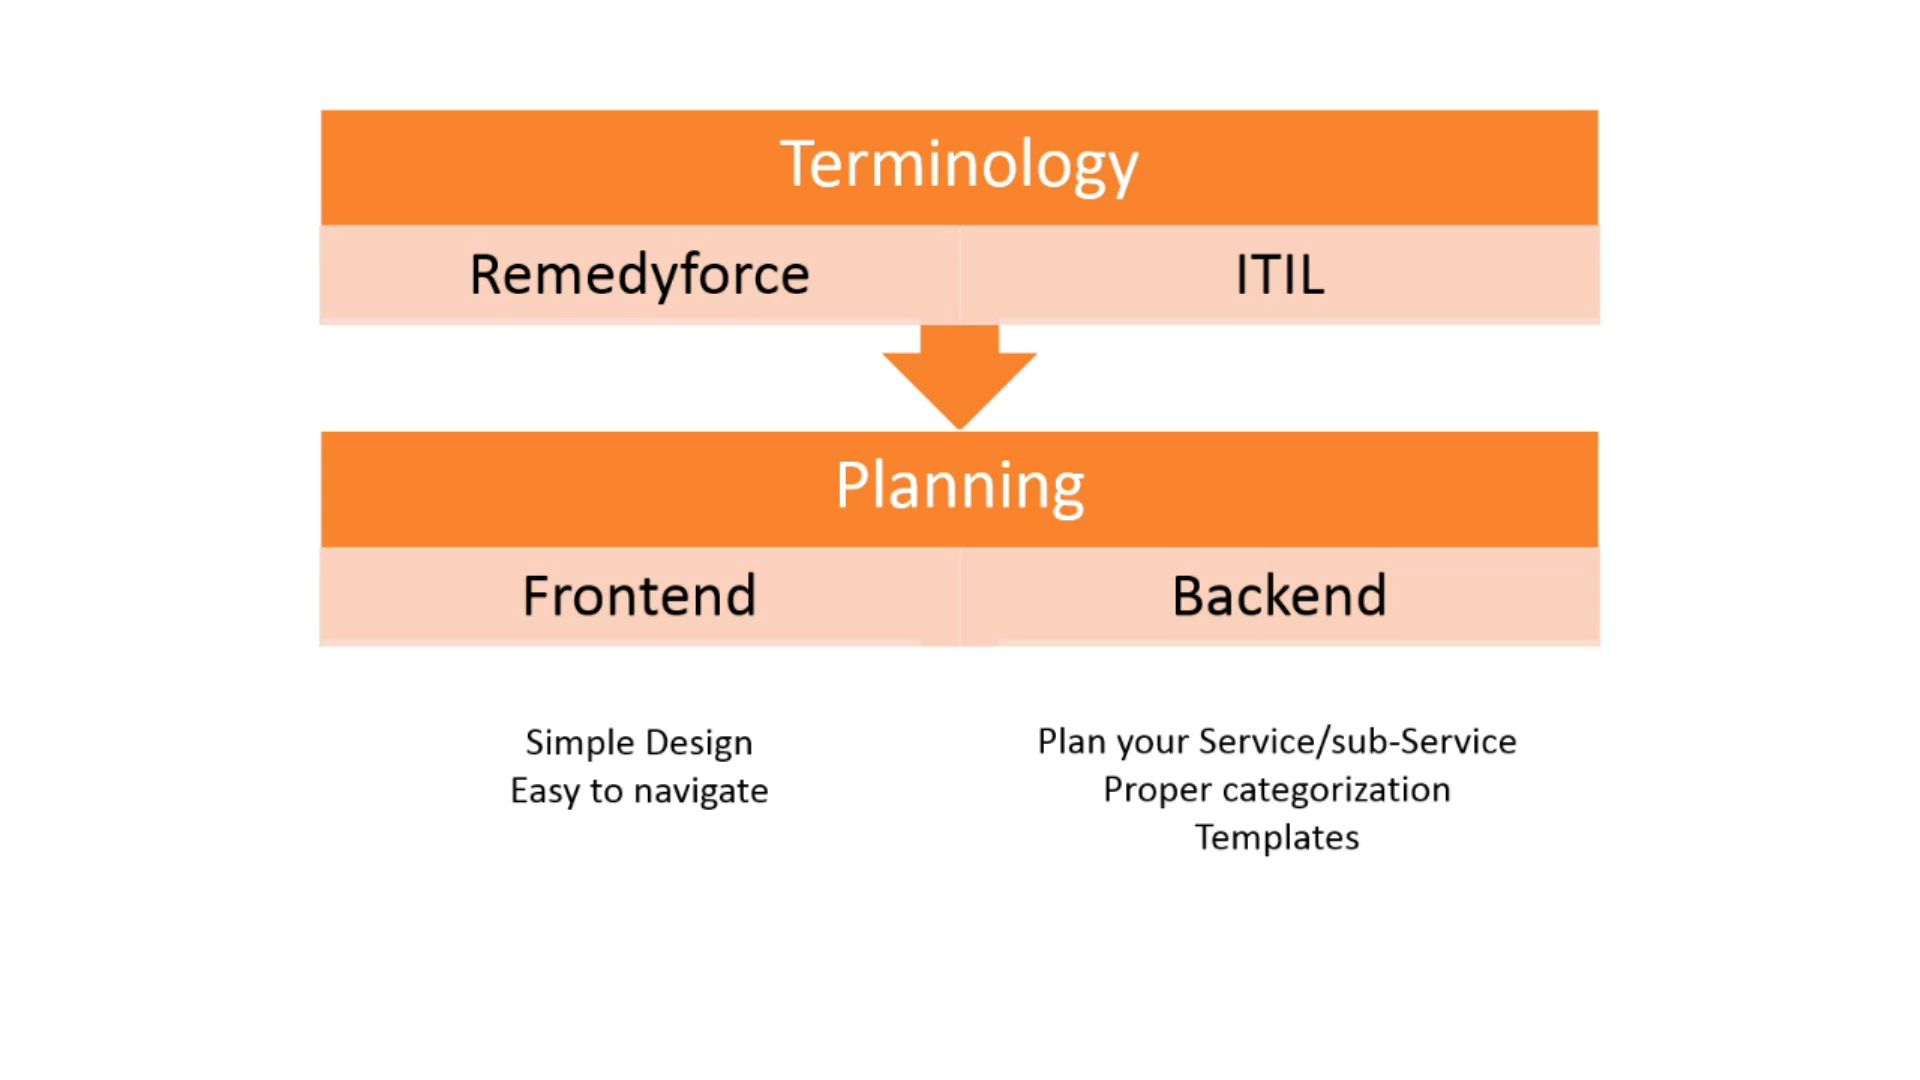 Terminology
Remedyforce
ITIL
Planning
Frontend
Backend
Simple Design
Easy to navigate
Plan your Service/sub-Service
Proper categorization
Templates